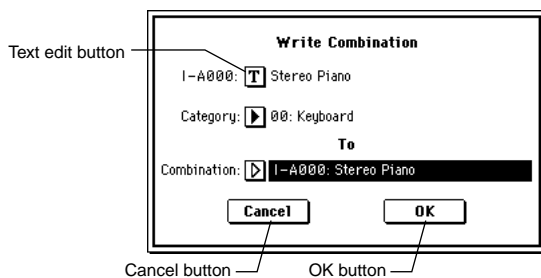 Write Combination
Text edit button
I-A000: T Stereo Piano
Category: 00: Keyboard
To
Combination: I-A000: Stereo Piano
Cancel OK
Cancel button OK button